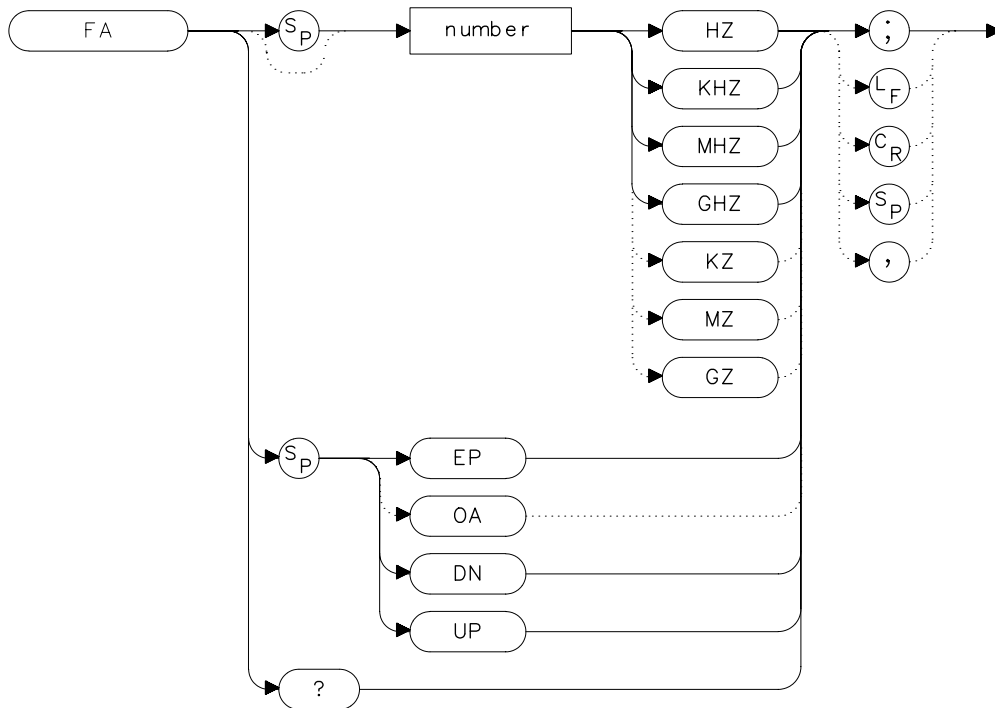 FA
SP
number
HZ
;
KHZ
LF
MHZ
CR
GHZ
SP
KZ
,
MZ
GZ
SP
EP
OA
DN
UP
?